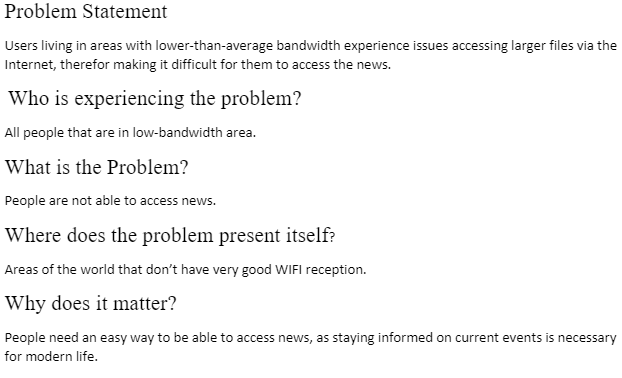 Problem Statement
Users living in areas with lower-than-average bandwidth experience issues accessing larger files via the
Internet, therefor making it difficult for them to access the news.
Who is experiencing the problem?
All people that are in low-bandwidth area.
What is the Problem?
People are not able to access news.
Where does the problem present itself?
Areas of the world that don’t have very good WIFI reception.
Why does it matter?
People need an easy way to be able to access news, as staying informed on current events is necessary
for modern life.